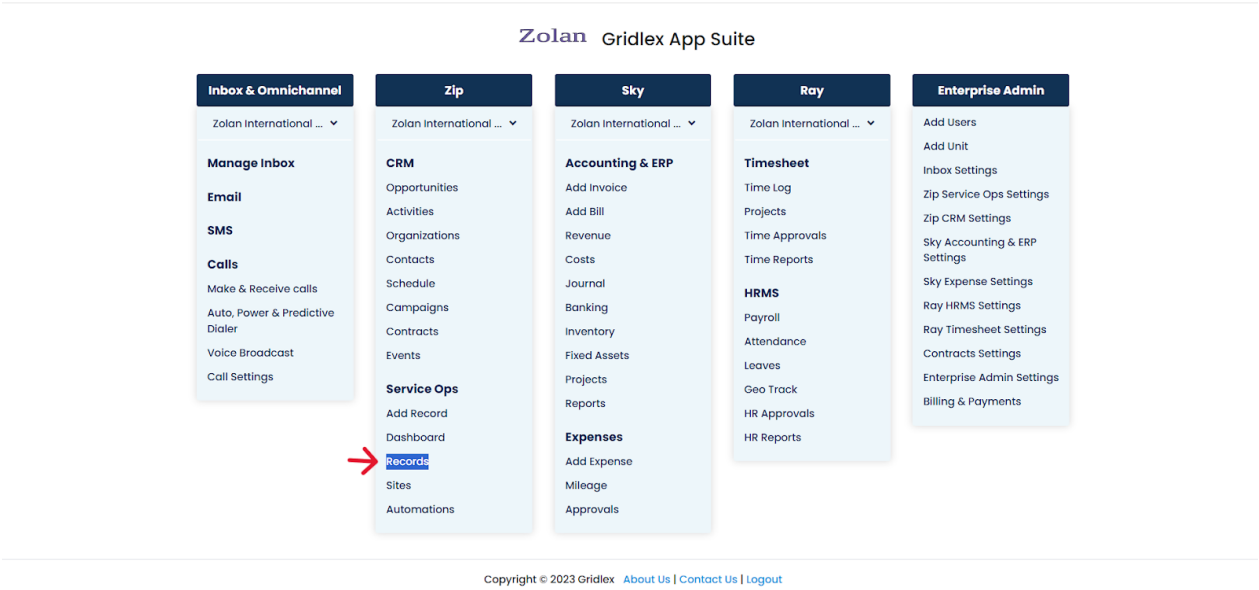 Zolan Gridlex App Suite
Inbox & Omnichannel
Zolan International ...
Manage Inbox
Email
SMS
Calls
Make & Receive calls
Auto, Power & Predictive
Dialer
Voice Broadcast
Call Settings
Zip
Zolan International ...
CRM
Opportunities
Activities
Organizations
Contacts
Schedule
Campaigns
Contracts
Events
Service Ops
Add Record
Dashboard
Records
Sites
Automations
Sky
Zolan International ...
Accounting & ERP
Add Invoice
Add Bill
Revenue
Costs
Journal
Banking
Inventory
Fixed Assets
Projects
Reports
Expenses
Add Expense
Mileage
Approvals
Ray
Zolan International ...
Timesheet
Time Log
Projects
Time Approvals
Time Reports
HRMS
Payroll
Attendance
Leaves
Geo Track
HR Approvals
HR Reports
Enterprise Admin
Add Users
Add Unit
Inbox Settings
Zip Service Ops Settings
Zip CRM Settings
Sky Accounting & ERP
Settings
Sky Expense Settings
Ray HRMS Settings
Ray Timesheet Settings
Contracts Settings
Enterprise Admin Settings
Billing & Payments
Copyright © 2023 Gridlex About Us | Contact Us | Logout